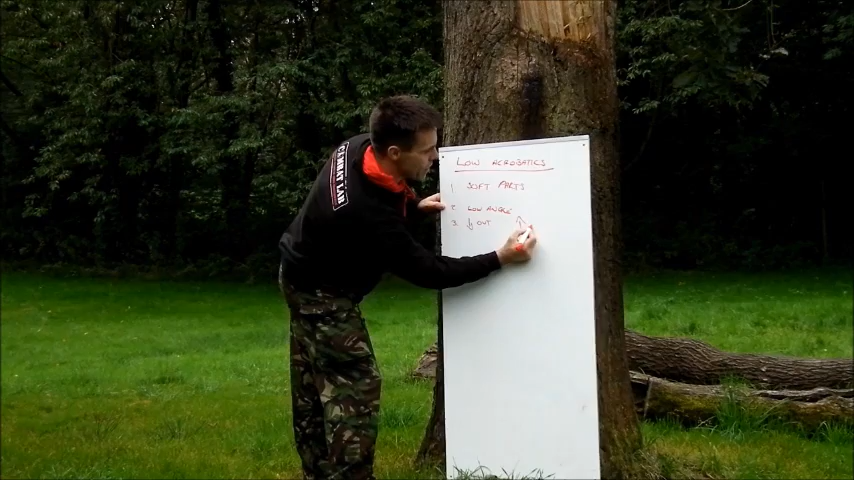 COMBAT LAB
LOW ACROBATICS
1 SOFT PARTS
2. LOW ANGLE
3 ↓ OUT